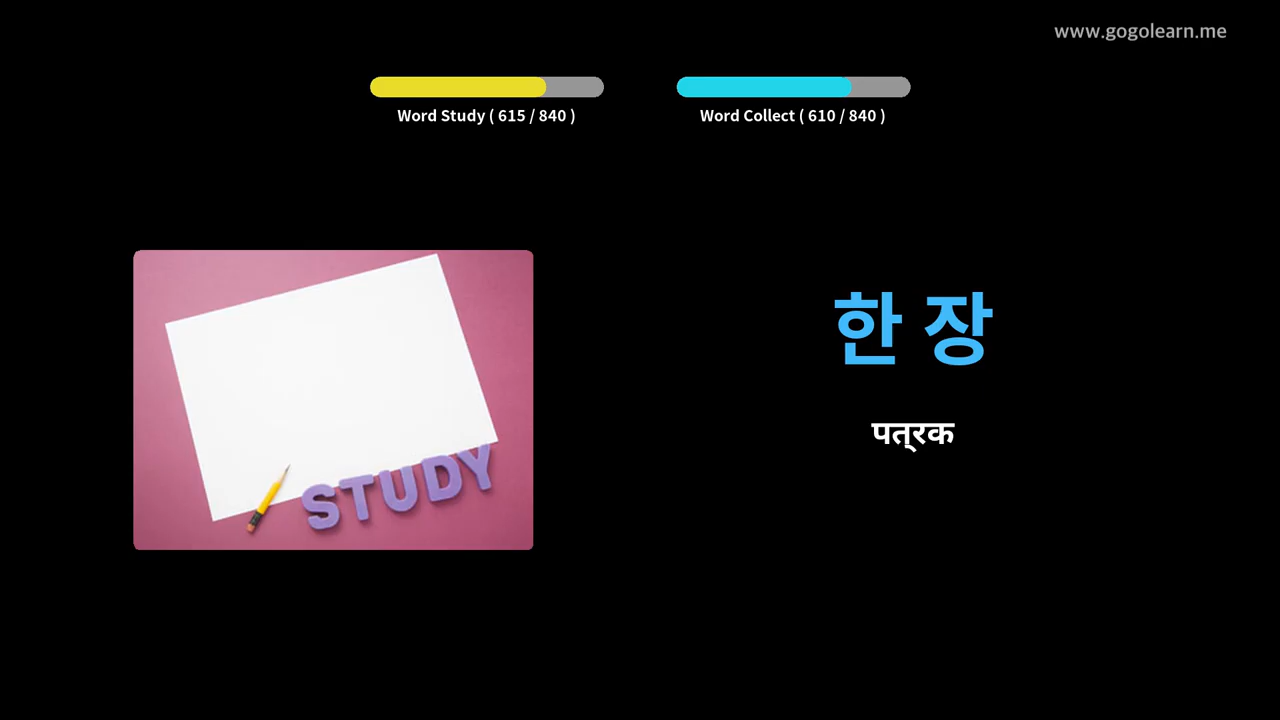 www.gogolearn.me
Word Study ( 615 / 840 )
Word Collect ( 610 / 840 )
한 장
पत्रक
STUDY